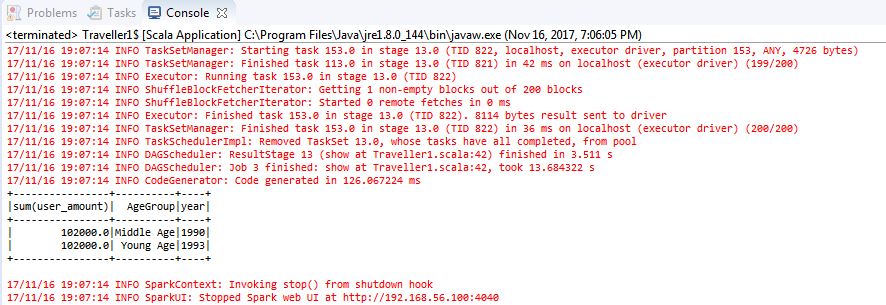 Problems Tasks Console
<terminated> Traveller1$ [Scala Application] C:\Program Files\Java\jre1.8.0_144\bin\javaw.exe (Nov 16, 2017, 7:06:05 PM)
17/11/16 19:07:14 INFO TaskSetManager: Starting task 153.0 in stage 13.0 (TID 822, localhost, executor driver, partition 153, ANY, 4726 bytes)
17/11/16 19:07:14 INFO TaskSetManager: Finished task 113.0 in stage 13.0 (TID 821) in 42 ms on localhost (executor driver) (199/200)
17/11/16 19:07:14 INFO Executor: Running task 153.0 in stage 13.0 (TID 822)
17/11/16 19:07:14 INFO ShuffleBlockFetcherIterator: Getting 1 non-empty blocks out of 200 blocks
17/11/16 19:07:14 INFO ShuffleBlockFetcherIterator: Started 0 remote fetches in 0 ms
17/11/16 19:07:14 INFO Executor: Finished task 153.0 in stage 13.0 (TID 822). 8114 bytes result sent to driver
17/11/16 19:07:14 INFO TaskSetManager: Finished task 153.0 in stage 13.0 (TID 822) in 36 ms on localhost (executor driver) (200/200)
17/11/16 19:07:14 INFO TaskSchedulerImpl: Removed TaskSet 13.0, whose tasks have all completed, from pool
17/11/16 19:07:14 INFO DAGScheduler: ResultStage 13 (show at Traveller1.scala:42) finished in 3.511 s
17/11/16 19:07:14 INFO DAGScheduler: Job 3 finished: show at Traveller1.scala:42, took 13.684322 s
17/11/16 19:07:14 INFO CodeGenerator: Code generated in 126.067224 ms
+----------------+----------+----+
|sum(user_amount)|  AgeGroup|year|
+----------------+----------+----+
|        102000.0|Middle Age|1990|
|        102000.0| Young Age|1993|
+----------------+----------+----+
17/11/16 19:07:14 INFO SparkContext: Invoking stop() from shutdown hook
17/11/16 19:07:14 INFO SparkUI: Stopped Spark web UI at http://192.168.56.100:4040